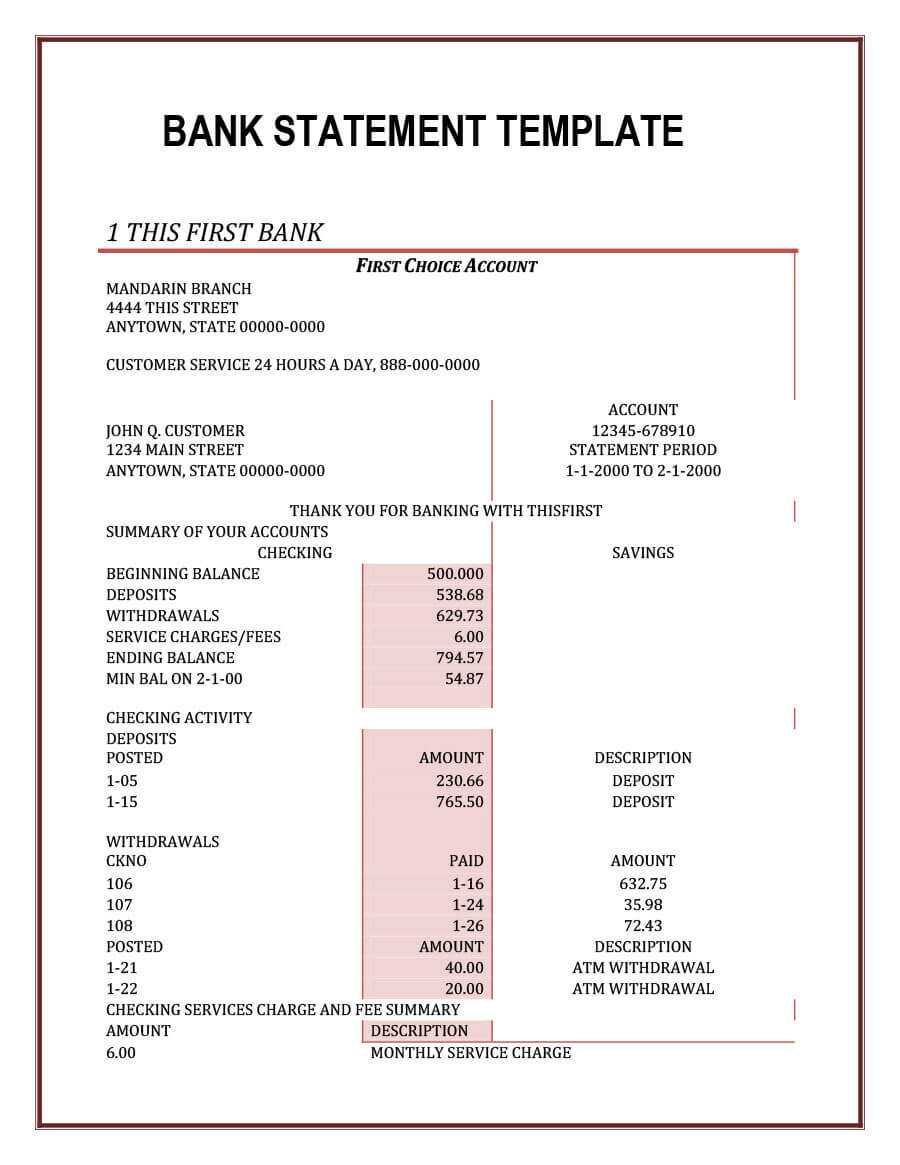 BANK STATEMENT TEMPLATE
1 THIS FIRST BANK
FIRST CHOICE ACCOUNT
MANDARIN BRANCH
4444 THIS STREET
ANYTOWN, STATE 00000-0000
CUSTOMER SERVICE 24 HOURS A DAY, 888-000-0000
ACCOUNT
JOHN Q. CUSTOMER 12345-678910
1234 MAIN STREET STATEMENT PERIOD
ANYTOWN, STATE 00000-0000 1-1-2000 TO 2-1-2000
THANK YOU FOR BANKING WITH THISFIRST
SUMMARY OF YOUR ACCOUNTS
CHECKING SAVINGS
BEGINNING BALANCE 500.000
DEPOSITS 538.68
WITHDRAWALS 629.73
SERVICE CHARGES/FEES 6.00
ENDING BALANCE 794.57
MIN BAL ON 2-1-00 54.87
CHECKING ACTIVITY
DEPOSITS
POSTED AMOUNT DESCRIPTION
1-05 230.66 DEPOSIT
1-15 765.50 DEPOSIT
WITHDRAWALS
CKNO PAID AMOUNT
106 1-16 632.75
107 1-24 35.98
108 1-26 72.43
POSTED AMOUNT DESCRIPTION
1-21 40.00 ATM WITHDRAWAL
1-22 20.00 ATM WITHDRAWAL
CHECKING SERVICES CHARGE AND FEE SUMMARY
AMOUNT DESCRIPTION
6.00 MONTHLY SERVICE CHARGE